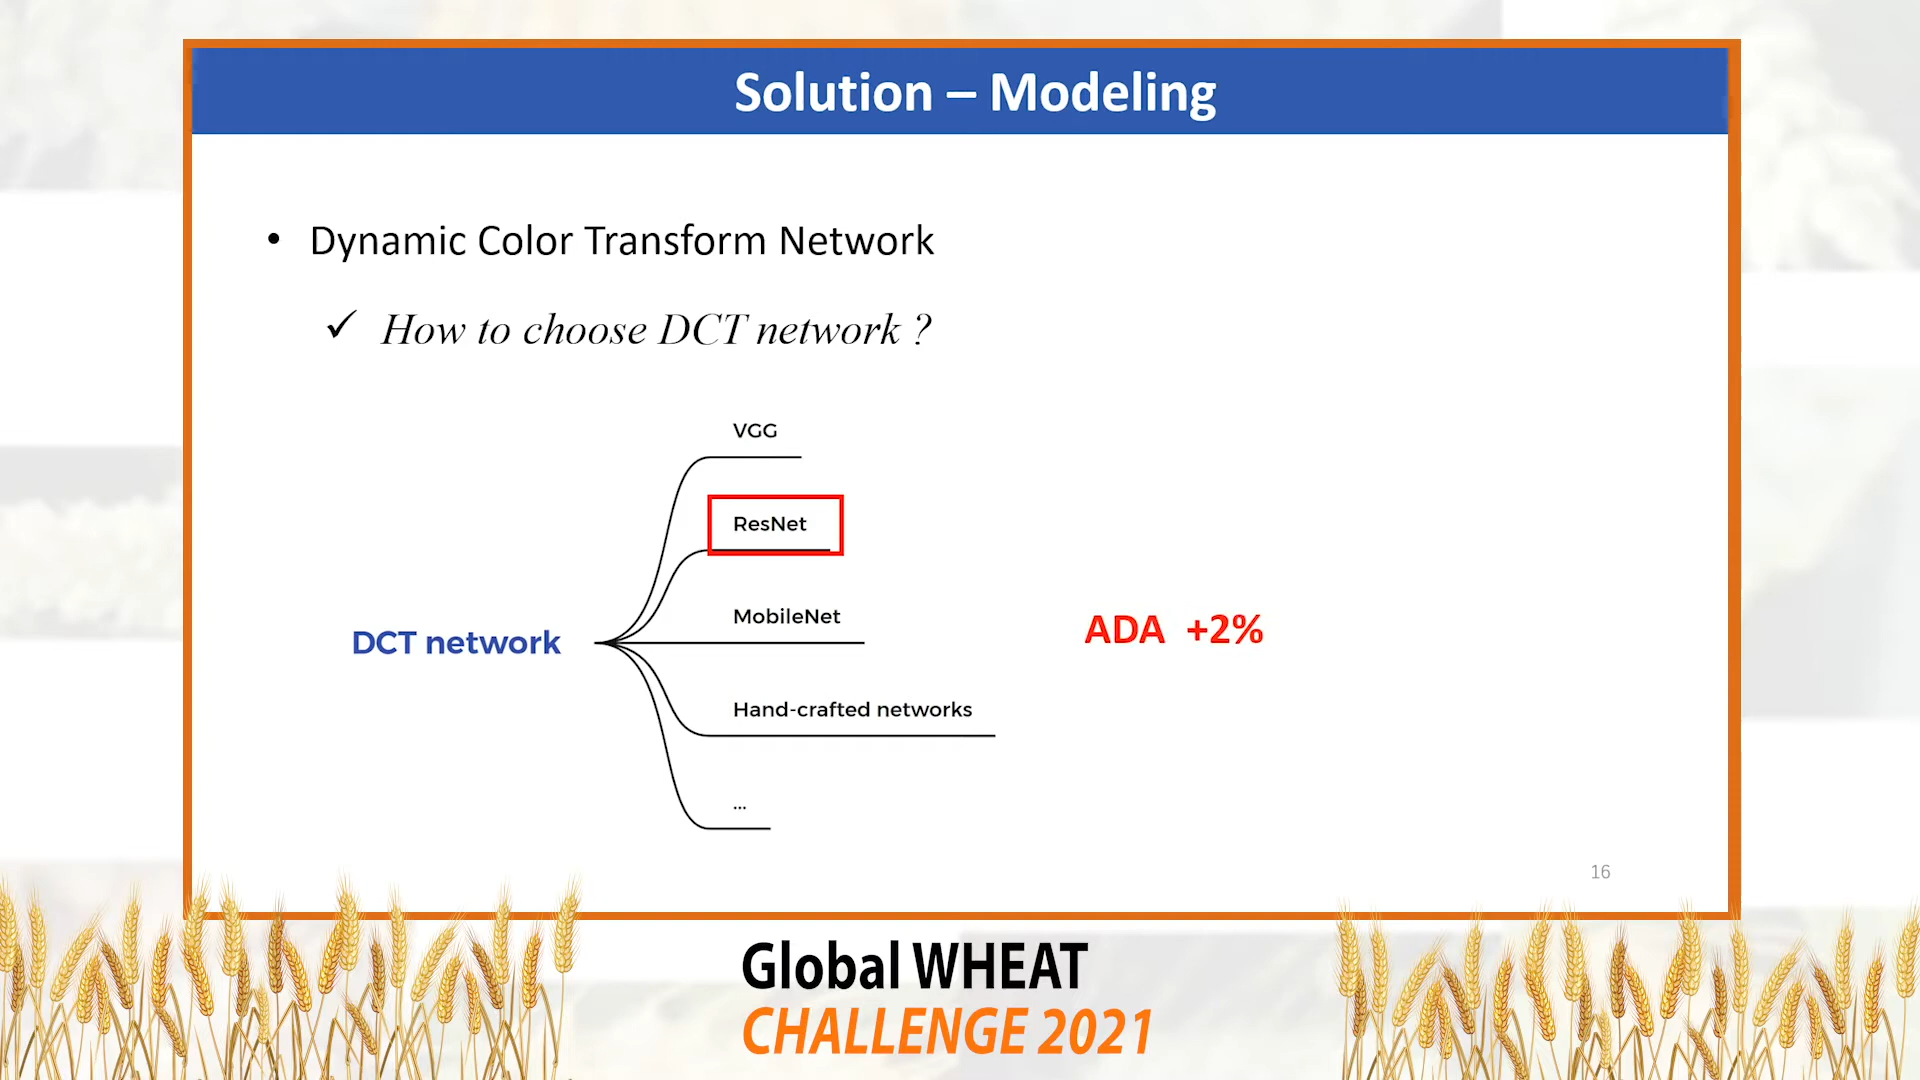 Solution – Modeling
• Dynamic Color Transform Network
✓ How to choose DCT network ?
VGG
ResNet
MobileNet
DCT network
ADA +2%
Hand-crafted networks
...
16
Global WHEAT
CHALLENGE 2021